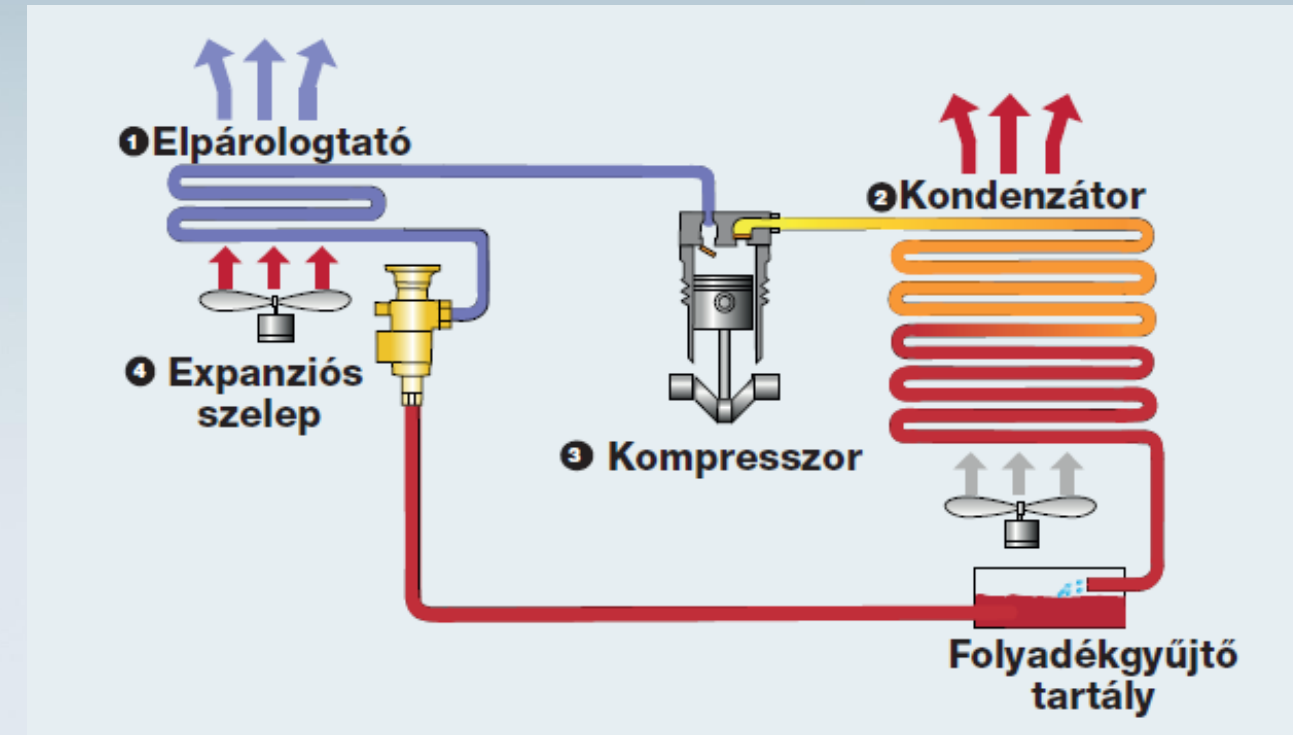 ❶Elpárologtató
❷Kondenzátor
❹ Expanziós
szelep
❸ Kompresszor
Folyadékgyűjtő
tartály